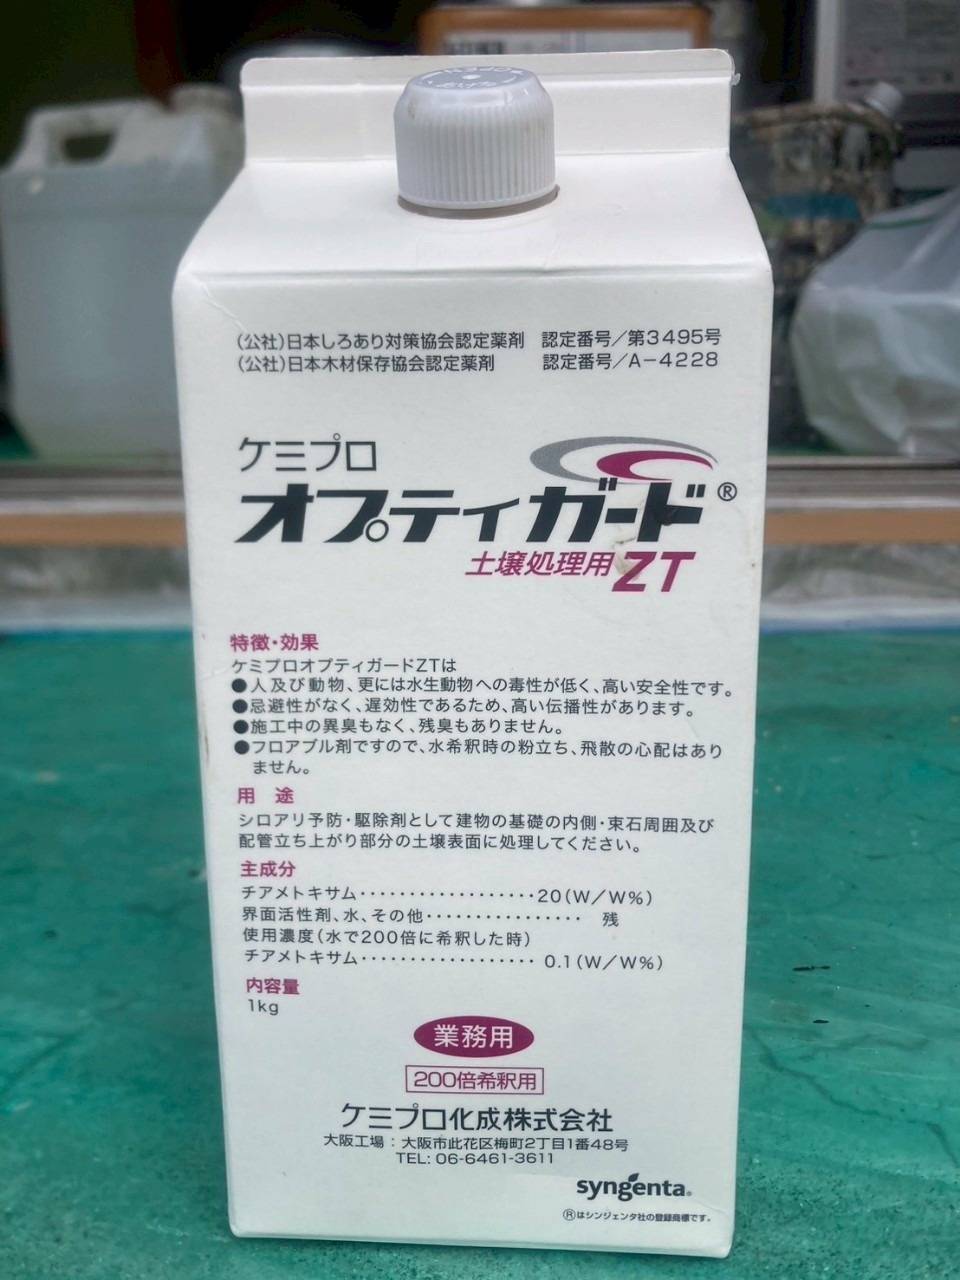 (公社)日本しろあり対策協会認定薬剤 認定番号／第3495号
(公社)日本木材保存協会認定薬剤 認定番号／A－4228
ケミプロ
オプティガード®
土壌処理用ZT
特徴・効果
ケミプロオプティガードZTは
●人及び動物、更には水生動物への毒性が低く、高い安全性です。
●忌避性がなく、遅効性であるため、高い伝播性があります。
●施工中の異臭もなく、残臭もありません。
●フロアブル剤ですので、水希釈時の粉立ち、飛散の心配はあり
ません。
用 途
シロアリ予防・駆除剤として建物の基礎の内側・束石周囲及び
配管立ち上がり部分の土壌表面に処理してください。
主成分
チアメトキサム・・・・・・・・・・・・・・・・・・20(W／W%)
界面活性剤、水、その他・・・・・・・・・・・・・・・・ 残
使用濃度(水で200倍に希釈した時)
チアメトキサム・・・・・・・・・・・・・・・・・・ 0.1(W／W%)
内容量
1kg
業務用
200倍希釈用
ケミプロ化成株式会社
大阪工場：大阪市此花区梅町2丁目1番48号
TEL: 06-6461-3611
syngenta®
®はシンジェンタ社の登録商標です。